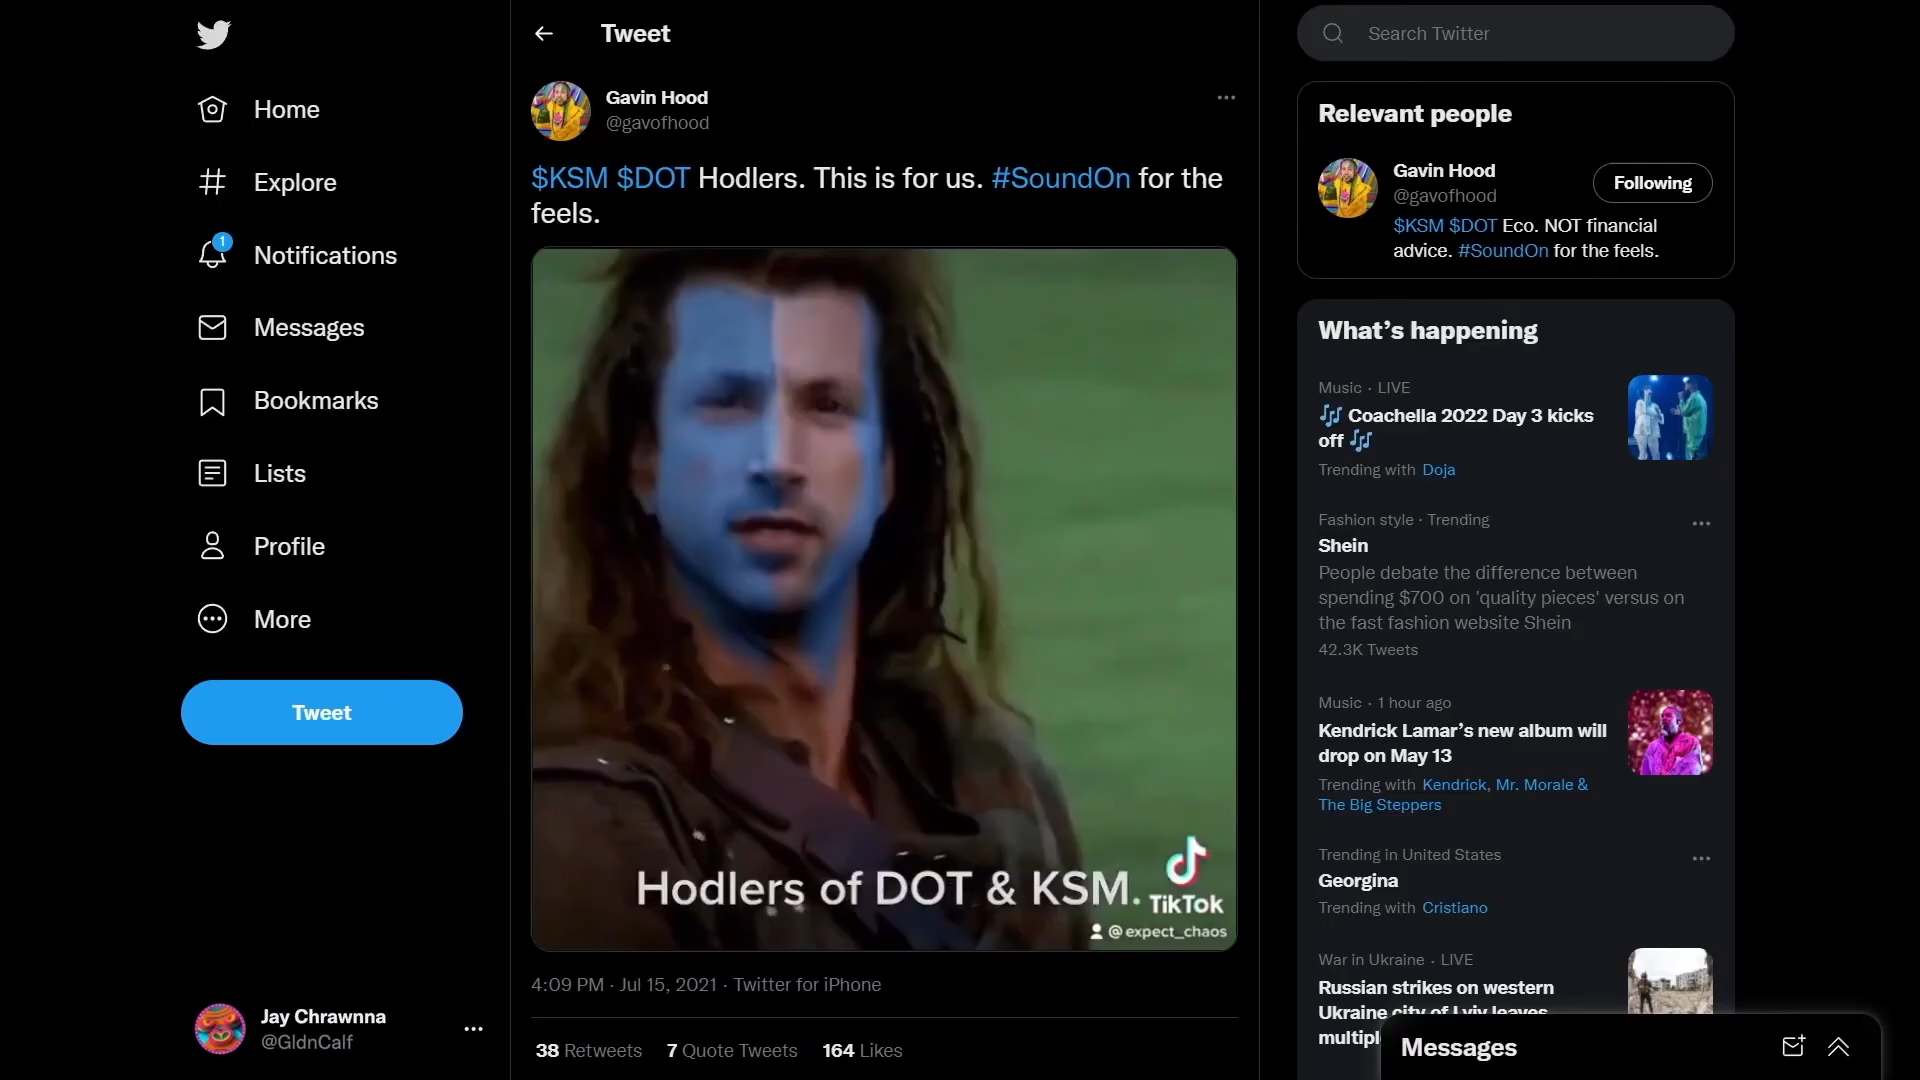 Home
Explore
1
Notifications
Messages
Bookmarks
Lists
Profile
More
Tweet
Jay Chrawnna
@GldnCalf
Tweet
Gavin Hood
@gavofhood
$KSM $DOT Hodlers. This is for us. #SoundOn for the
feels.
Hodlers of DOT & KSM.
TikTok
@expect_chaos
4:09 PM · Jul 15, 2021 · Twitter for iPhone
38 Retweets 7 Quote Tweets 164 Likes
Search Twitter
Relevant people
Gavin Hood
@gavofhood
Following
$KSM $DOT Eco. NOT financial
advice. #SoundOn for the feels.
What's happening
Music · LIVE
🎶 Coachella 2022 Day 3 kicks
off 🎶
Trending with Doja
Fashion style · Trending
Shein
People debate the difference between
spending $700 on 'quality pieces' versus on
the fast fashion website Shein
42.3K Tweets
Music · 1 hour ago
Kendrick Lamar's new album will
drop on May 13
Trending with Kendrick, Mr. Morale &
The Big Steppers
Trending in United States
Georgina
Trending with Cristiano
War in Ukraine · LIVE
Russian strikes on western
Ukraine city of Lviv leaves
Messages